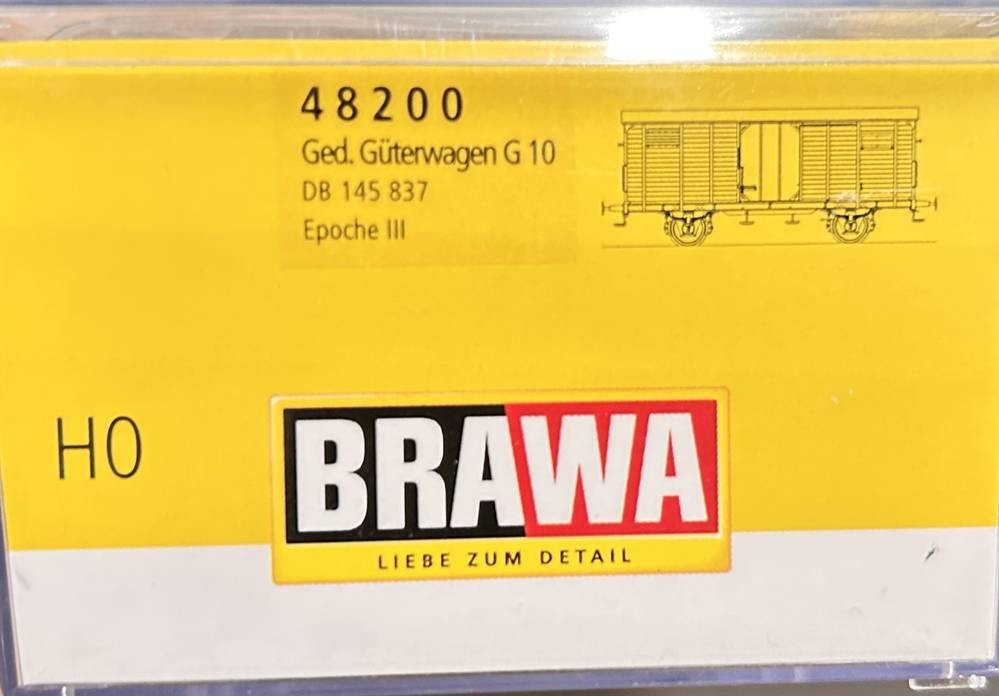 48200
Ged. Güterwagen G 10
DB 145 837
Epoche III
H0
BRAWA
LIEBE ZUM DETAIL